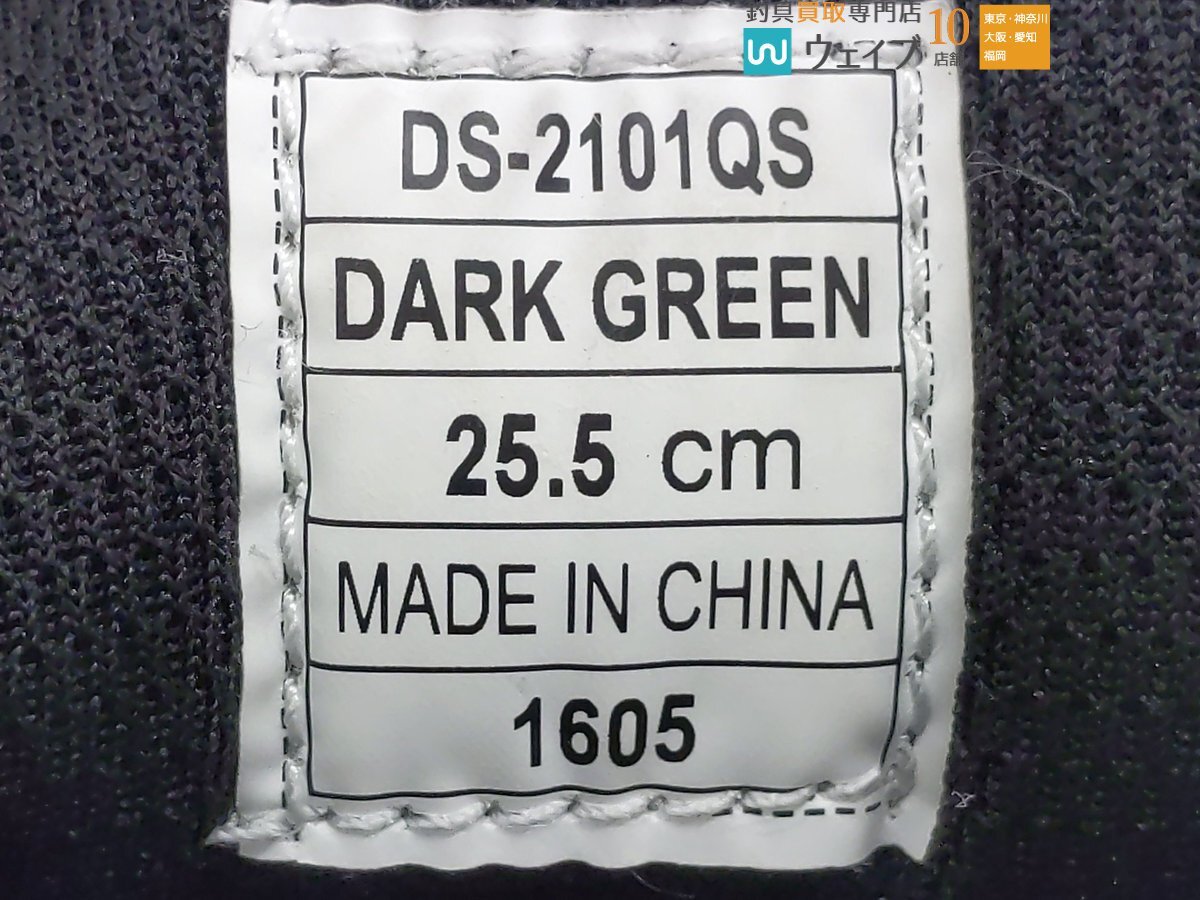 釣具買取専門店
ウェイブ
10
店舗
東京・神奈川
大阪・愛知
福岡
DS-2101QS
DARK GREEN
25.5 cm
MADE IN CHINA
1605